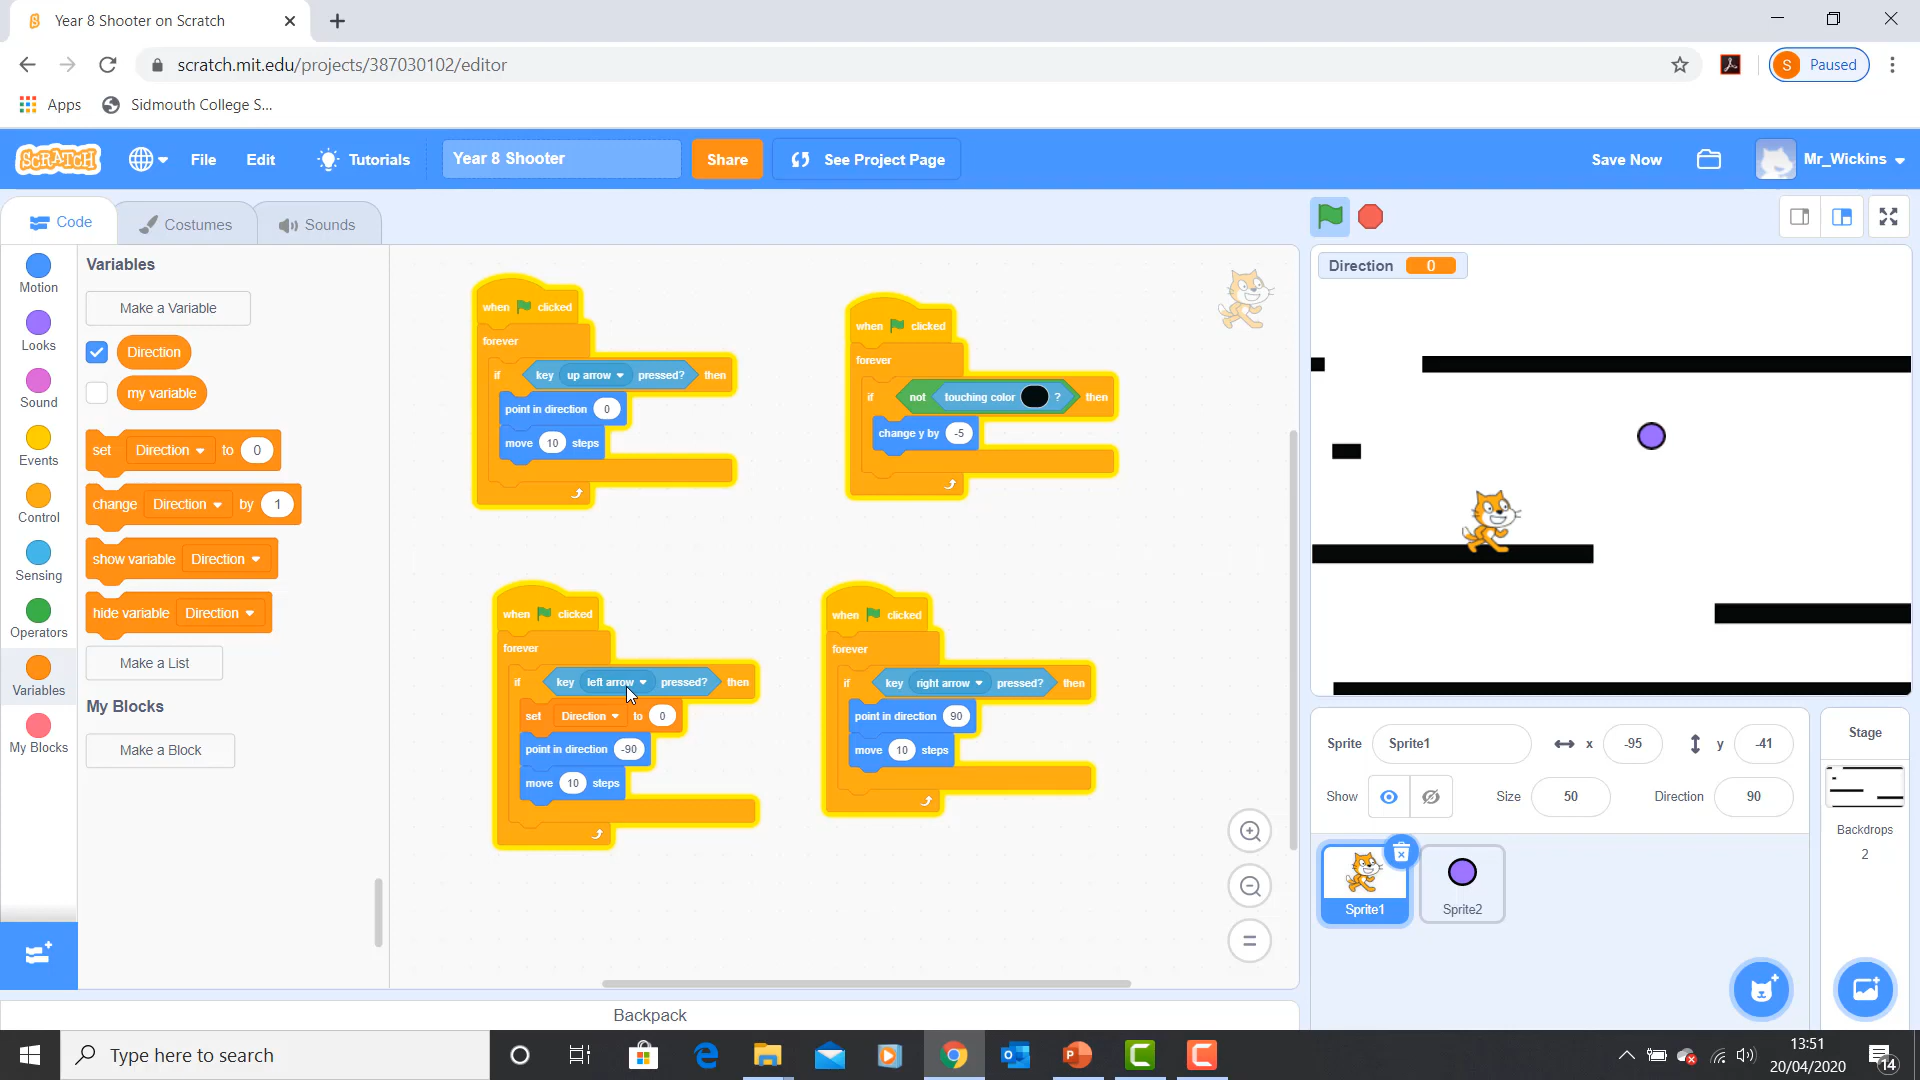 Year 8 Shooter on Scratch
scratch.mit.edu/projects/387030102/editor
S Paused
Apps Sidmouth College S...
SCRATCH File Edit Tutorials Year 8 Shooter Share See Project Page Save Now Mr_Wickins
Code Costumes Sounds
Motion
Looks
Sound
Events
Control
Sensing
Operators
Variables
My Blocks
Variables
Make a Variable
Direction
my variable
set Direction to 0
change Direction by 1
show variable Direction
hide variable Direction
Make a List
My Blocks
Make a Block
when clicked
forever
if key up arrow pressed? then
point in direction 0
move 10 steps
when clicked
forever
if not touching color ? then
change y by -5
when clicked
forever
if key left arrow pressed? then
set Direction to 0
point in direction -90
move 10 steps
when clicked
forever
if key right arrow pressed? then
point in direction 90
move 10 steps
Direction 0
Sprite Sprite1 x -95 y -41
Show Size 50 Direction 90
Sprite1 Sprite2
Stage
Backdrops
2
Backpack
Type here to search
13:51
20/04/2020
14